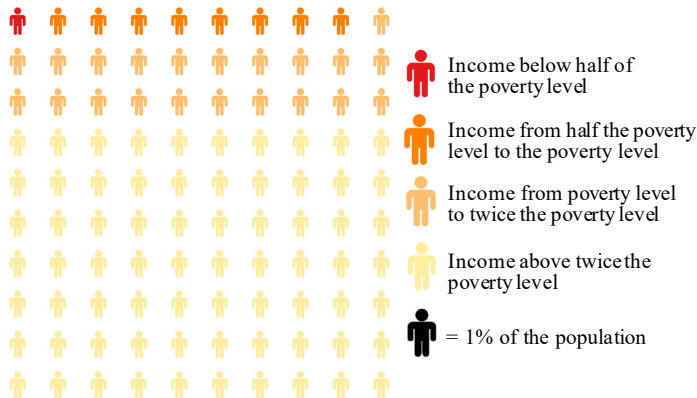 Income below half of
the poverty level
Income from half the poverty
level to the poverty level
Income from poverty level
to twice the poverty level
Income above twice the
poverty level
= 1% of the population